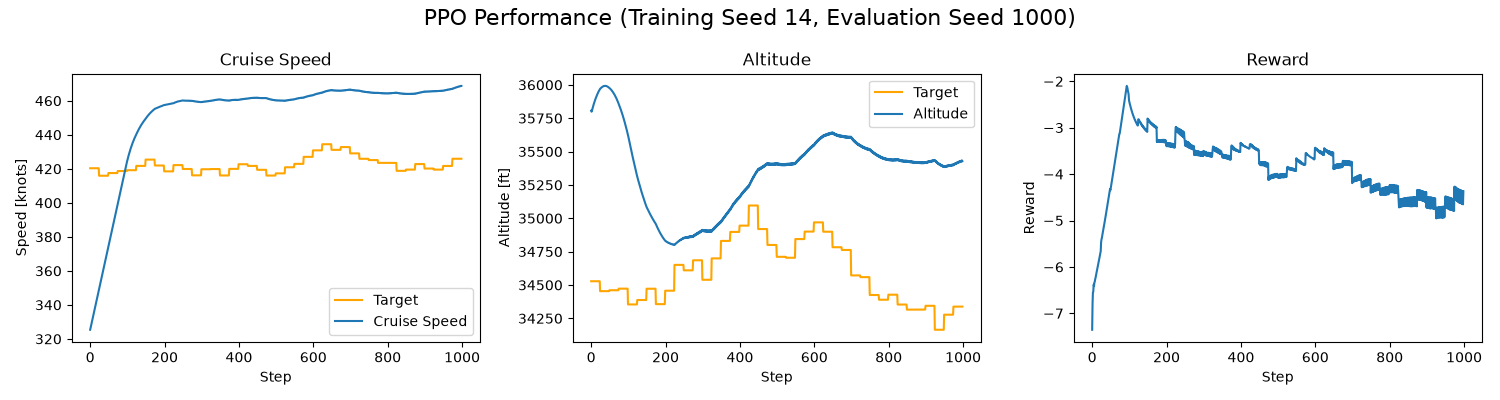 PPO Performance (Training Seed 14, Evaluation Seed 1000)
Cruise Speed
Speed [knots]
460
440
420
400
380
360
340
320
0 200 400 600 800 1000
Step
Target
Cruise Speed
Altitude
Altitude [ft]
36000
35750
35500
35250
35000
34750
34500
34250
0 200 400 600 800 1000
Step
Target
Altitude
Reward
Reward
−2
−3
−4
−5
−6
−7
0 200 400 600 800 1000
Step